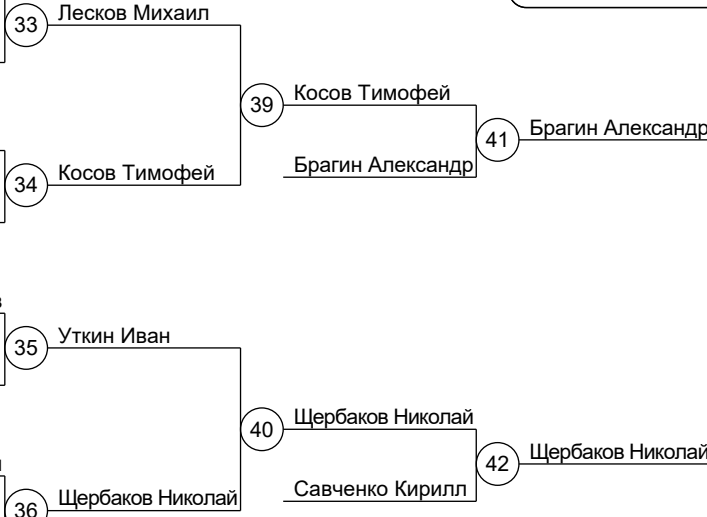 Лесков Михаил
33
Косов Тимофей
39
Брагин Александр
41
Брагин Александр
Косов Тимофей
34
Уткин Иван
35
Щербаков Николай
40
Щербаков Николай
42
Савченко Кирилл
Щербаков Николай
36